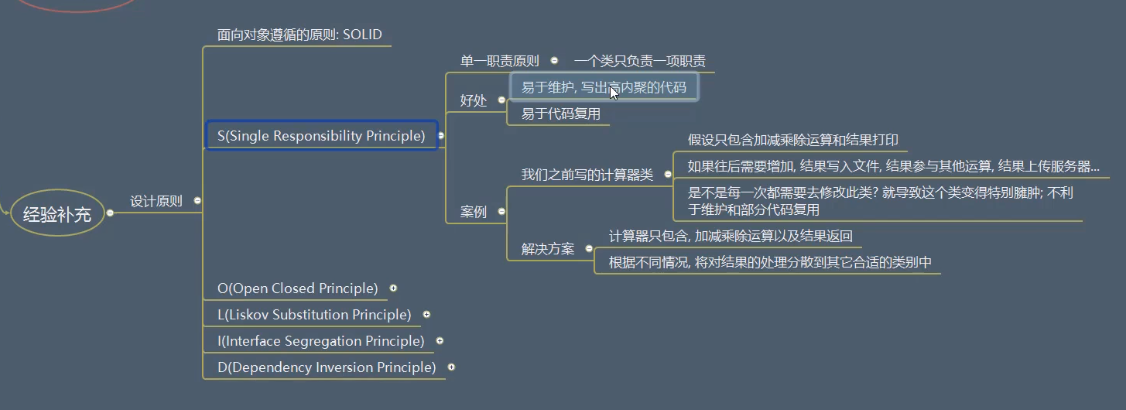 面向对象遵循的原则: SOLID
单一职责原则
一个类只负责一项职责
易于维护, 写出高内聚的代码
好处
易于代码复用
S(Single Responsibility Principle)
假设只包含加减乘除运算和结果打印
如果往后需要增加, 结果写入文件, 结果参与其他运算, 结果上传服务器...
我们之前写的计算器类
是不是每一次都需要去修改此类? 就导致这个类变得特别臃肿; 不利
于维护和部分代码复用
经验补充
设计原则
案例
计算器只包含, 加减乘除运算以及结果返回
解决方案
根据不同情况, 将对结果的处理分散到其它合适的类别中
O(Open Closed Principle)
L(Liskov Substitution Principle)
I(Interface Segregation Principle)
D(Dependency Inversion Principle)